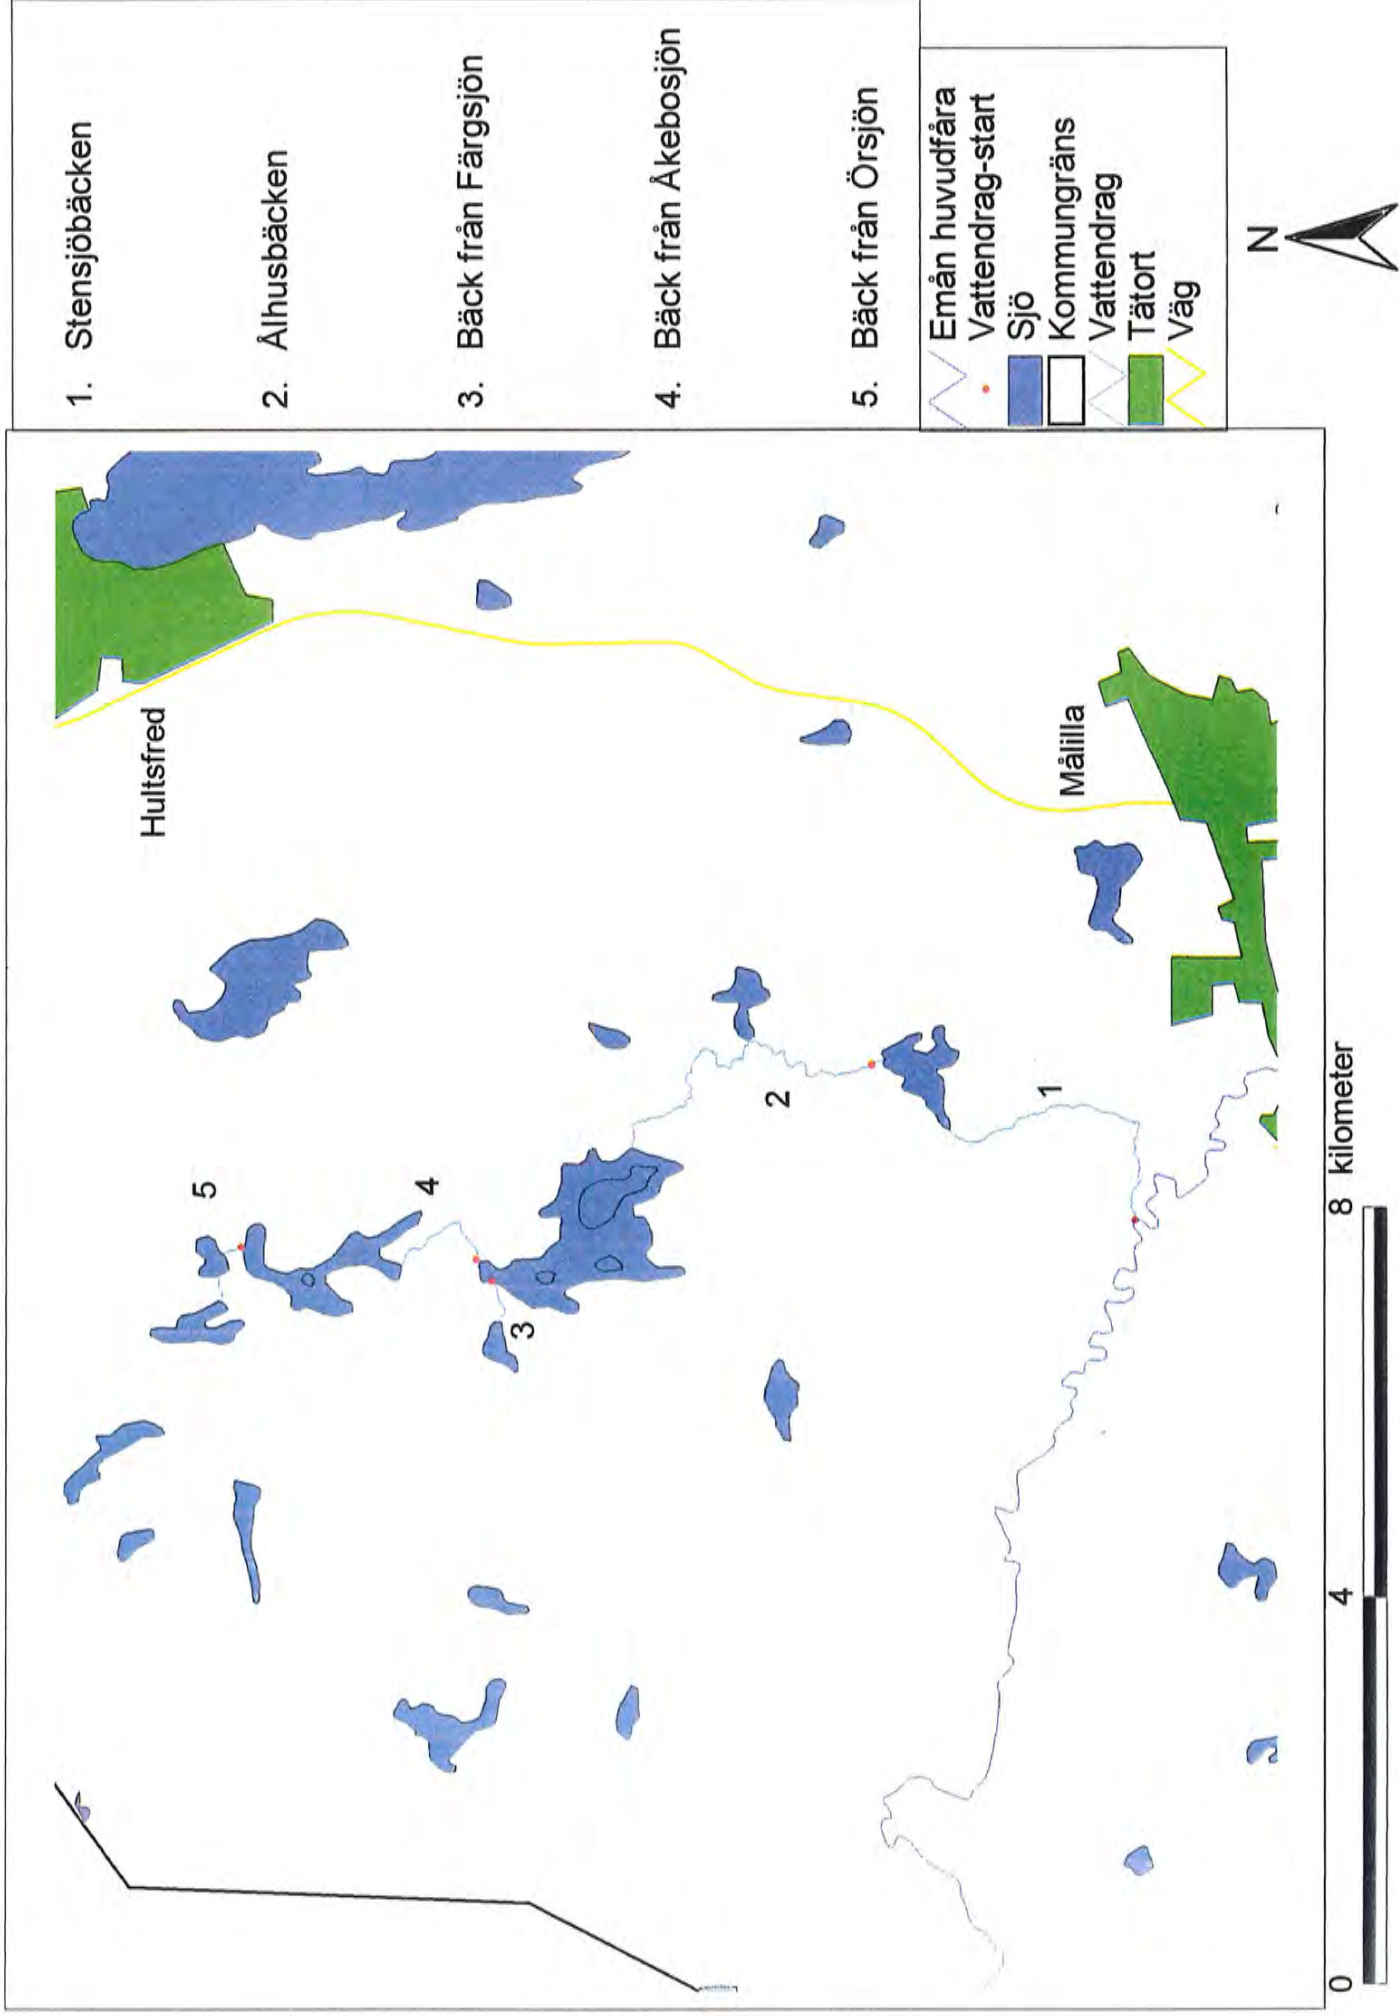 1. Stensjöbäcken
2. Ålhusbäcken
3. Bäck från Färgsjön
4. Bäck från Åkebosjön
5. Bäck från Örsjön
Emån huvudfåra
Vattendrag-start
Sjö
Kommungräns
Vattendrag
Tätort
Väg
N
Hultsfred
5
4
3
2
1
Målilla
0 4 8 kilometer